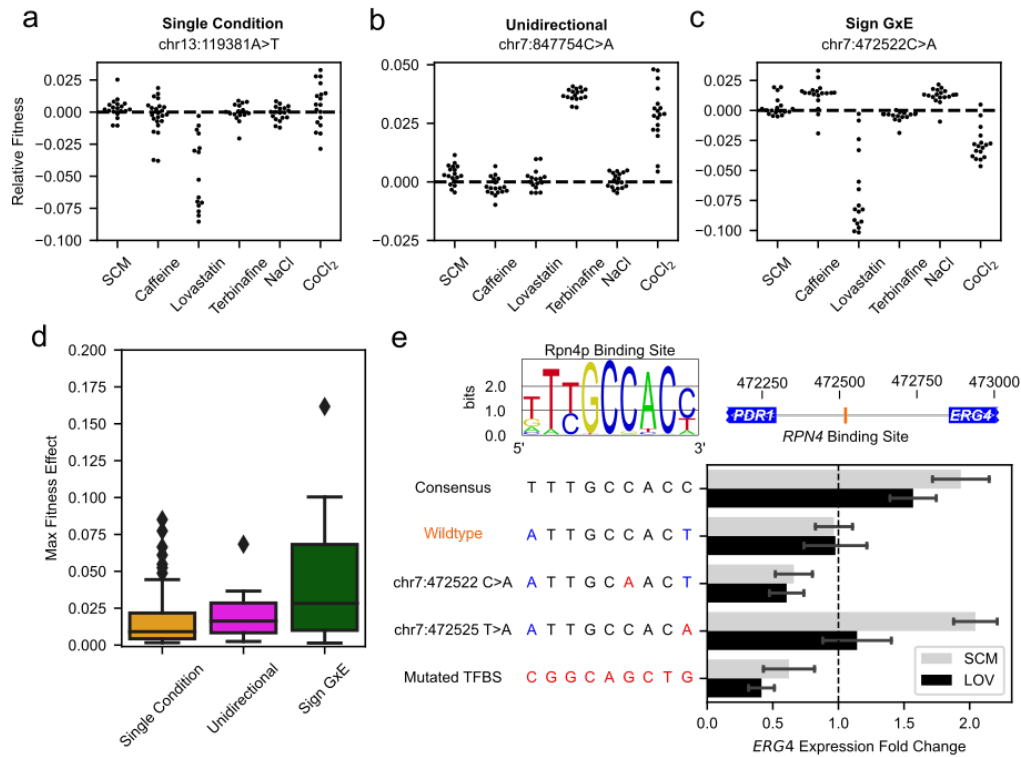 a
Single Condition
chr13:119381A>T
Relative Fitness
0.025
0.000
−0.025
−0.050
−0.075
−0.100
SCM
Caffeine
Lovastatin
Terbinafine
NaCl
CoCl₂
b
Unidirectional
chr7:847754C>A
0.050
0.025
0.000
−0.025
SCM
Caffeine
Lovastatin
Terbinafine
NaCl
CoCl₂
c
Sign GxE
chr7:472522C>A
0.025
0.000
−0.025
−0.050
−0.075
−0.100
SCM
Caffeine
Lovastatin
Terbinafine
NaCl
CoCl₂
d
Max Fitness Effect
0.200
0.175
0.150
0.125
0.100
0.075
0.050
0.025
0.000
Single Condition
Unidirectional
Sign GxE
e
Rpn4p Binding Site
bits
2.0
1.0
0.0
5'
3'
472250 472500 472750 473000
PDR1
ERG4
RPN4 Binding Site
Consensus T T T G C C A C C
Wildtype A T T G C C A C T
chr7:472522 C>A A T T G C A A C T
chr7:472525 T>A A T T G C C A C A
Mutated TFBS C G G C A G C T G
SCM
LOV
0.0 0.5 1.0 1.5 2.0
ERG4 Expression Fold Change